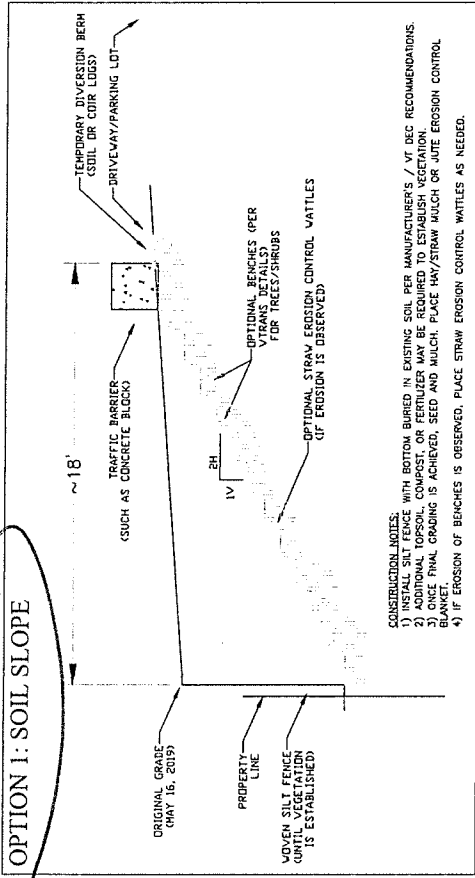 OPTION 1: SOIL SLOPE
~18'
TEMPORARY DIVERSION BERM
(SOIL OR COIR LOGS)
DRIVEWAY/PARKING LOT
TRAFFIC BARRIER
(SUCH AS CONCRETE BLOCK)
ORIGINAL GRADE
(MAY 16, 2019)
OPTIONAL BENCHES (PER
VTRANS DETAILS)
FOR TREES/SHRUBS
2H
1V
PROPERTY
LINE
OPTIONAL STRAW EROSION CONTROL WATTLES
(IF EROSION IS OBSERVED)
WOVEN SILT FENCE
(UNTIL VEGETATION
IS ESTABLISHED)
CONSTRUCTION NOTES:
1) INSTALL SILT FENCE WITH BOTTOM BURIED IN EXISTING SOIL PER MANUFACTURER'S / VT DEC RECOMMENDATIONS.
2) ADDITIONAL TOPSOIL, COMPOST, OR FERTILIZER MAY BE REQUIRED TO ESTABLISH VEGETATION.
3) ONCE FINAL GRADING IS ACHIEVED, SEED AND MULCH. PLACE HAY/STRAW MULCH OR JUTE EROSION CONTROL
BLANKET.
4) IF EROSION OF BENCHES IS OBSERVED, PLACE STRAW EROSION CONTROL WATTLES AS NEEDED.